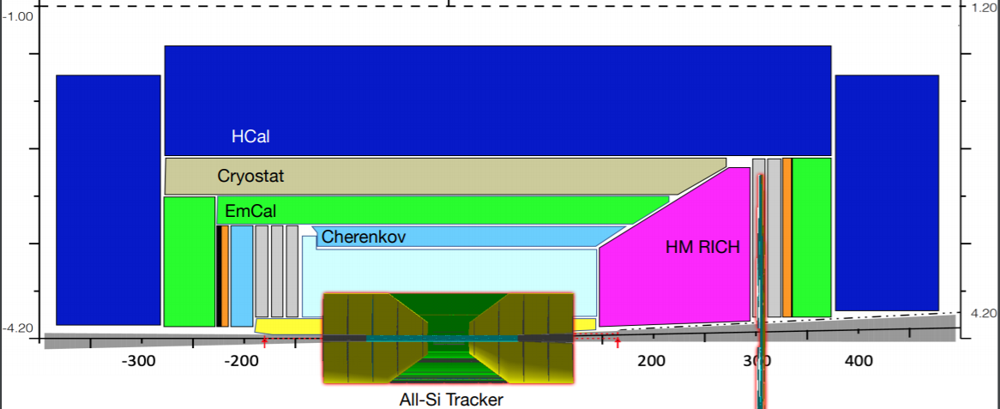 -1.00
1.20
HCal
Cryostat
EmCal
Cherenkov
HM RICH
-4.20
4.20
-300
-200
200
300
400
All-Si Tracker